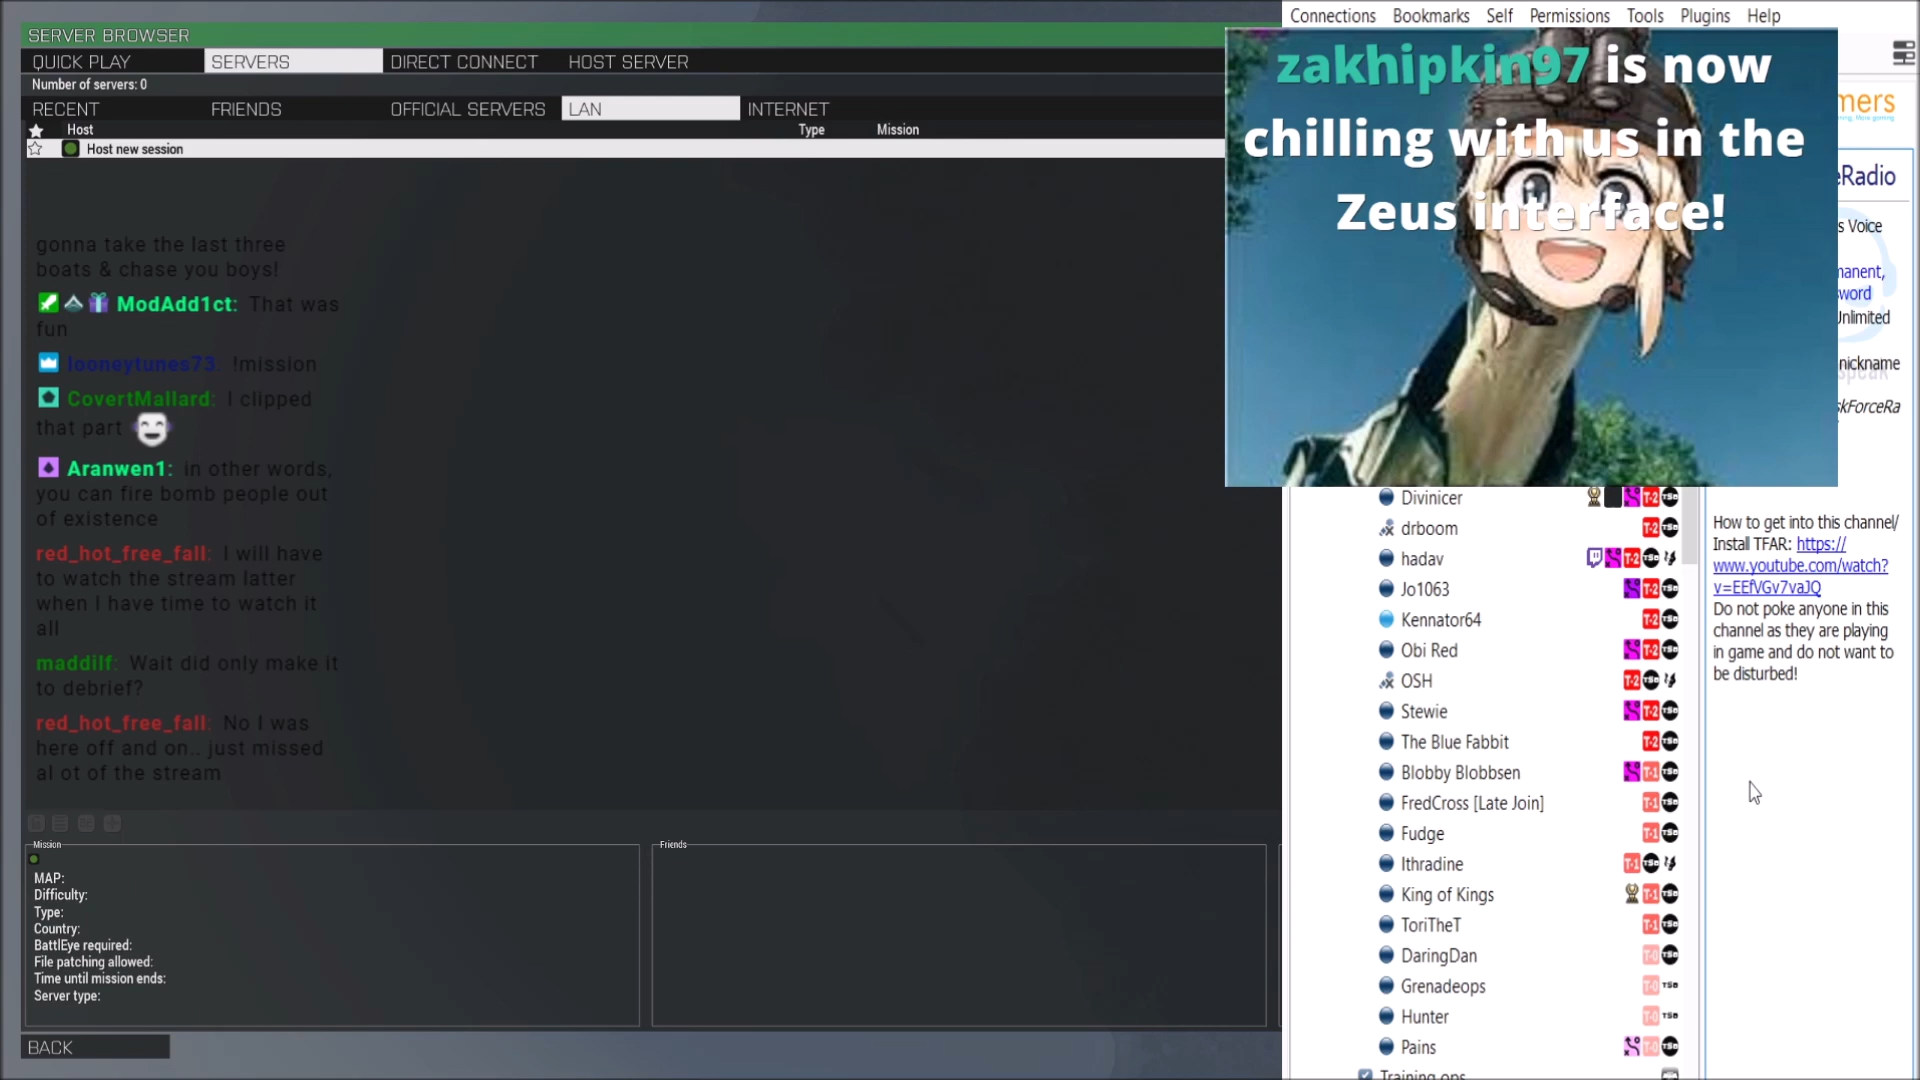 Connections Bookmarks Self Permissions Tools Plugins Help
SERVER BROWSER
QUICK PLAY SERVERS DIRECT CONNECT HOST SERVER
Number of servers: 0
RECENT FRIENDS OFFICIAL SERVERS LAN INTERNET
Host Type Mission
Host new session
gonna take the last three
boats & chase you boys!
ModAdd1ct: That was
fun
looneytunes73: !mission
CovertMallard: I clipped
that part
Aranwen1: in other words,
you can fire bomb people out
of existence
red_hot_free_fall: I will have
to watch the stream latter
when I have time to watch it
all
maddilf: Wait did only make it
to debrief?
red_hot_free_fall: No I was
here off and on.. just missed
al ot of the stream
Mission
MAP:
Difficulty:
Type:
Country:
BattlEye required:
File patching allowed:
Time until mission ends:
Server type:
Friends
BACK
zakhipkin97 is now
chilling with us in the
Zeus interface!
mers
eRadio
s Voice
manent,
sword
Unlimited
nickname
skForceRa
Divinicer
drboom
hadav
Jo1063
Kennator64
Obi Red
OSH
Stewie
The Blue Fabbit
Blobby Blobbsen
FredCross [Late Join]
Fudge
Ithradine
King of Kings
ToriTheT
DaringDan
Grenadeops
Hunter
Pains
Training ops
How to get into this channel/
Install TFAR: https://
www.youtube.com/watch?
v=EEfVGv7vaJQ
Do not poke anyone in this
channel as they are playing
in game and do not want to
be disturbed!